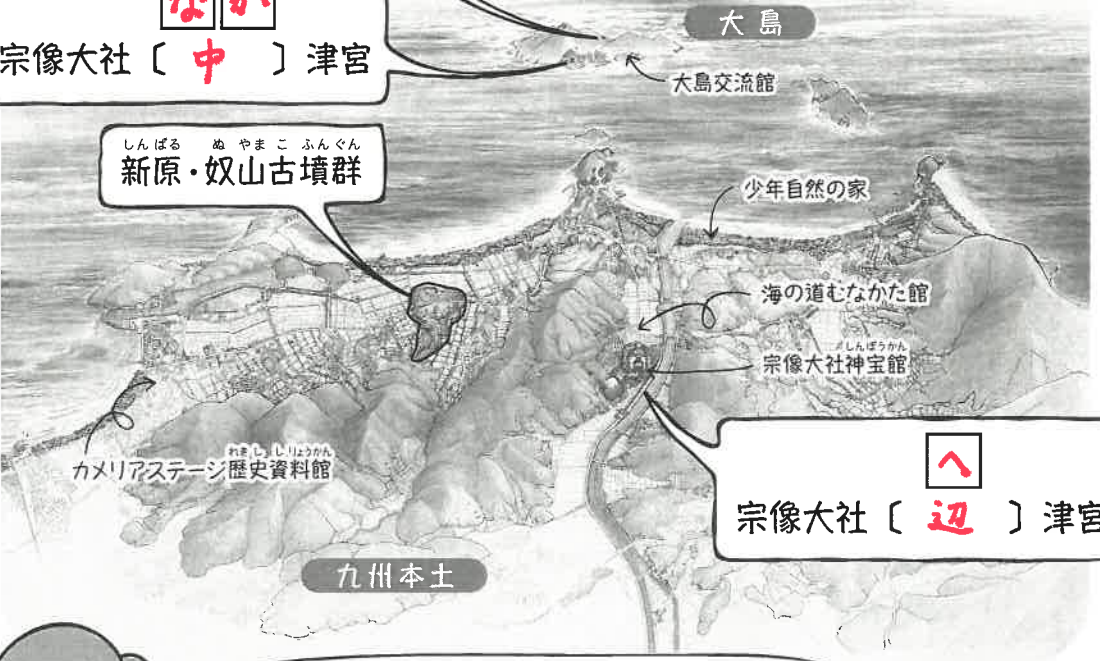 なか
大島
宗像大社〔 中 〕津宮
大島交流館
しんばる ぬ やま こ ふんぐん
新原・奴山古墳群
少年自然の家
海の道むなかた館
しんぽうかん
宗像大社神宝館
れき し し りょうかん
カメリアステージ歴史資料館
へ
宗像大社〔 辺 〕津宮
九州本土